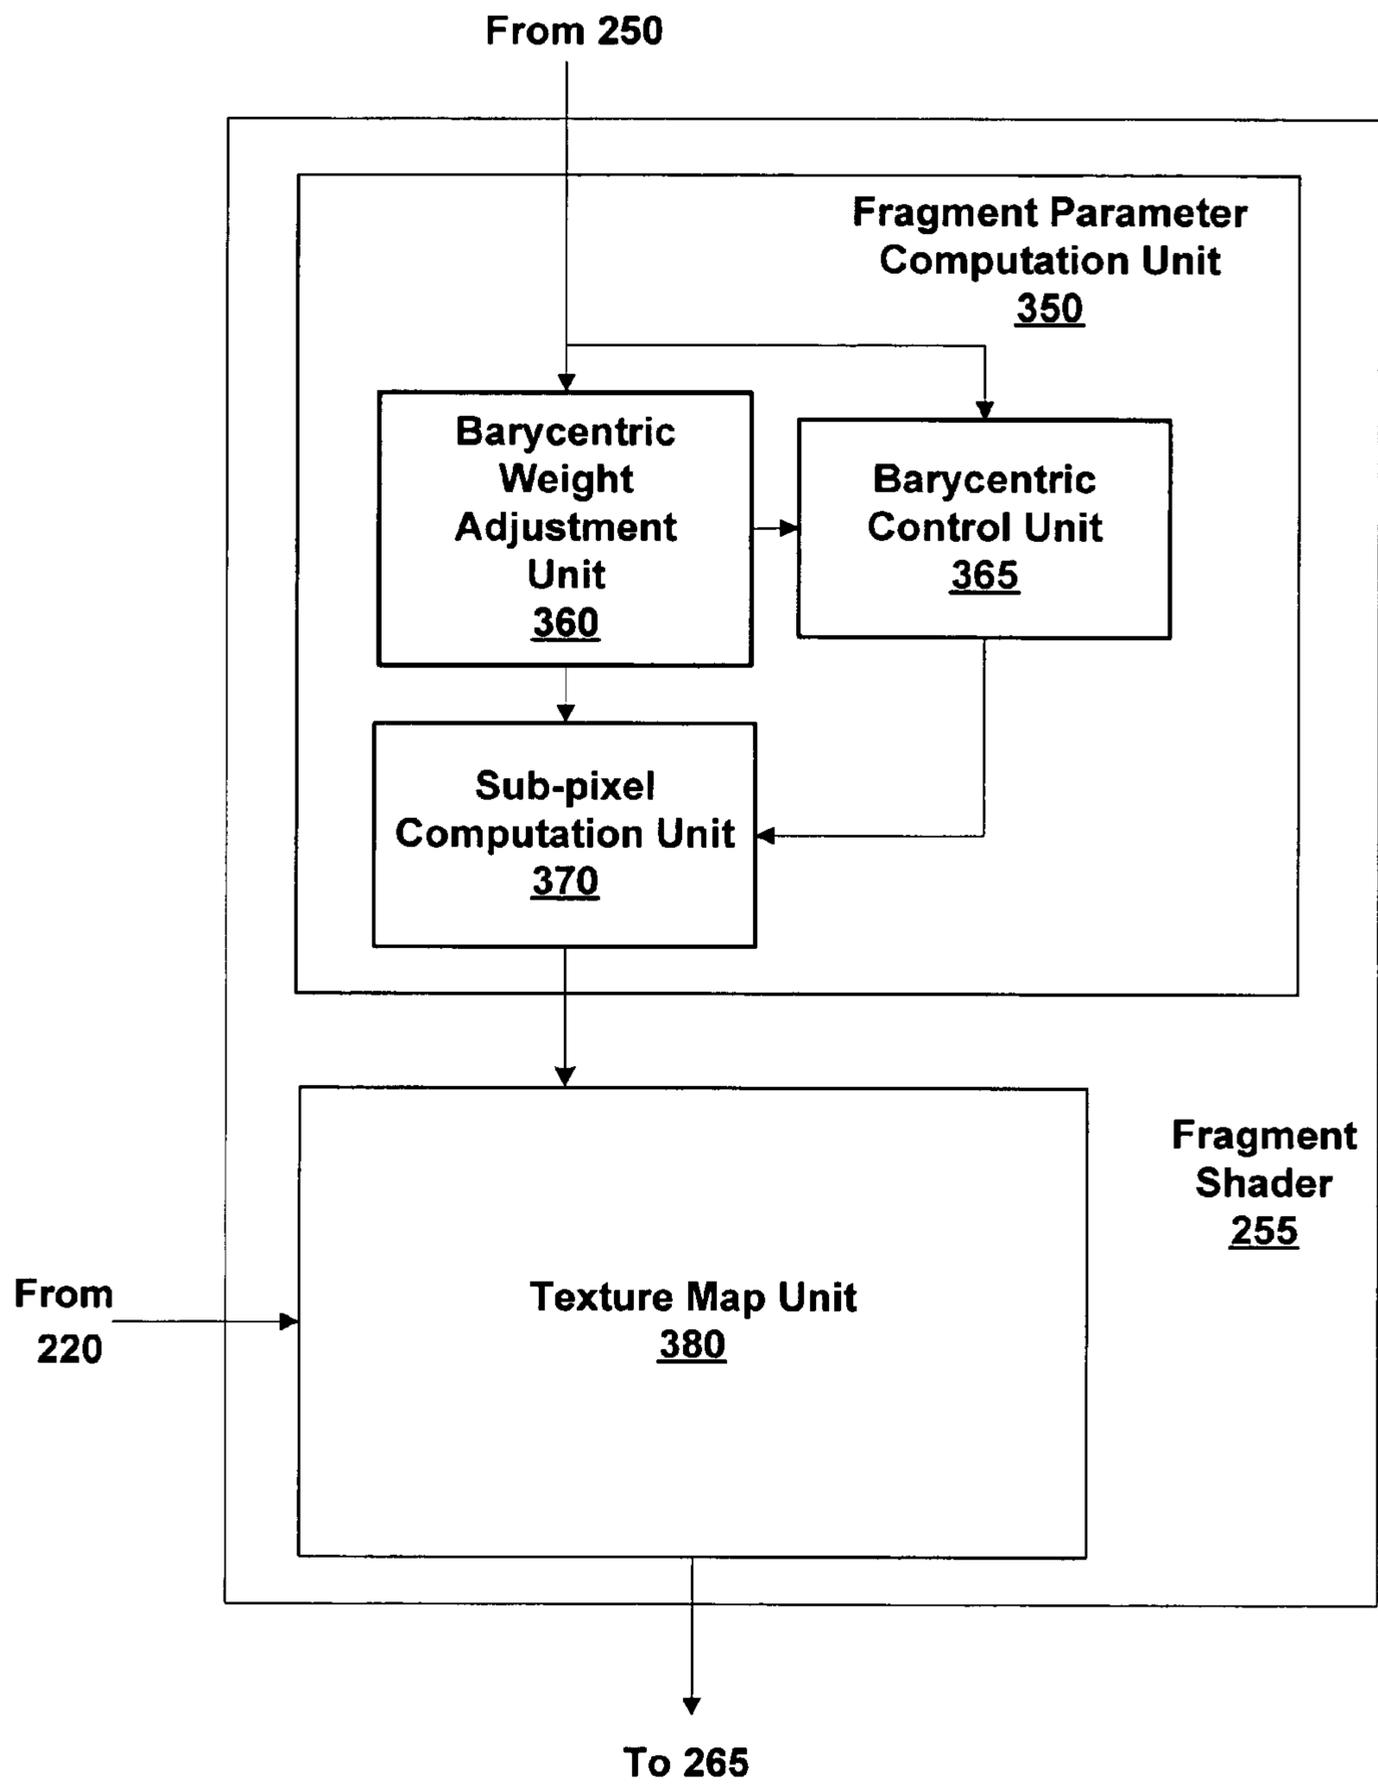 From 250
Fragment Parameter
Computation Unit
350
Barycentric
Weight
Adjustment
Unit
360
Barycentric
Control Unit
365
Sub-pixel
Computation Unit
370
Fragment
Shader
255
From
220
Texture Map Unit
380
To 265